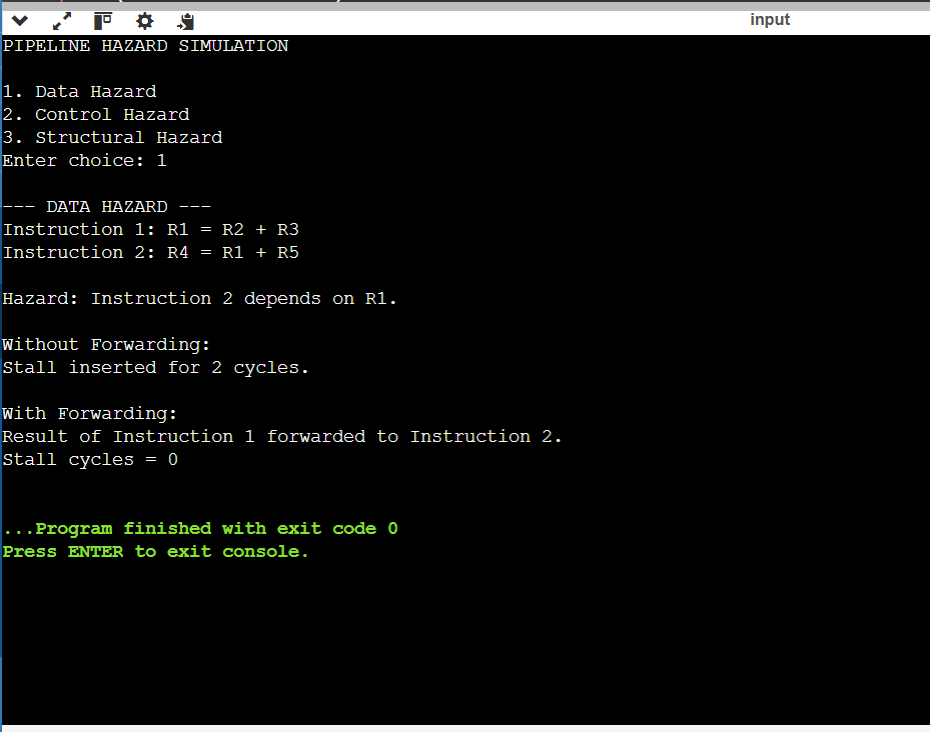 input
PIPELINE HAZARD SIMULATION
1. Data Hazard
2. Control Hazard
3. Structural Hazard
Enter choice: 1
--- DATA HAZARD ---
Instruction 1: R1 = R2 + R3
Instruction 2: R4 = R1 + R5
Hazard: Instruction 2 depends on R1.
Without Forwarding:
Stall inserted for 2 cycles.
With Forwarding:
Result of Instruction 1 forwarded to Instruction 2.
Stall cycles = 0
...Program finished with exit code 0
Press ENTER to exit console.